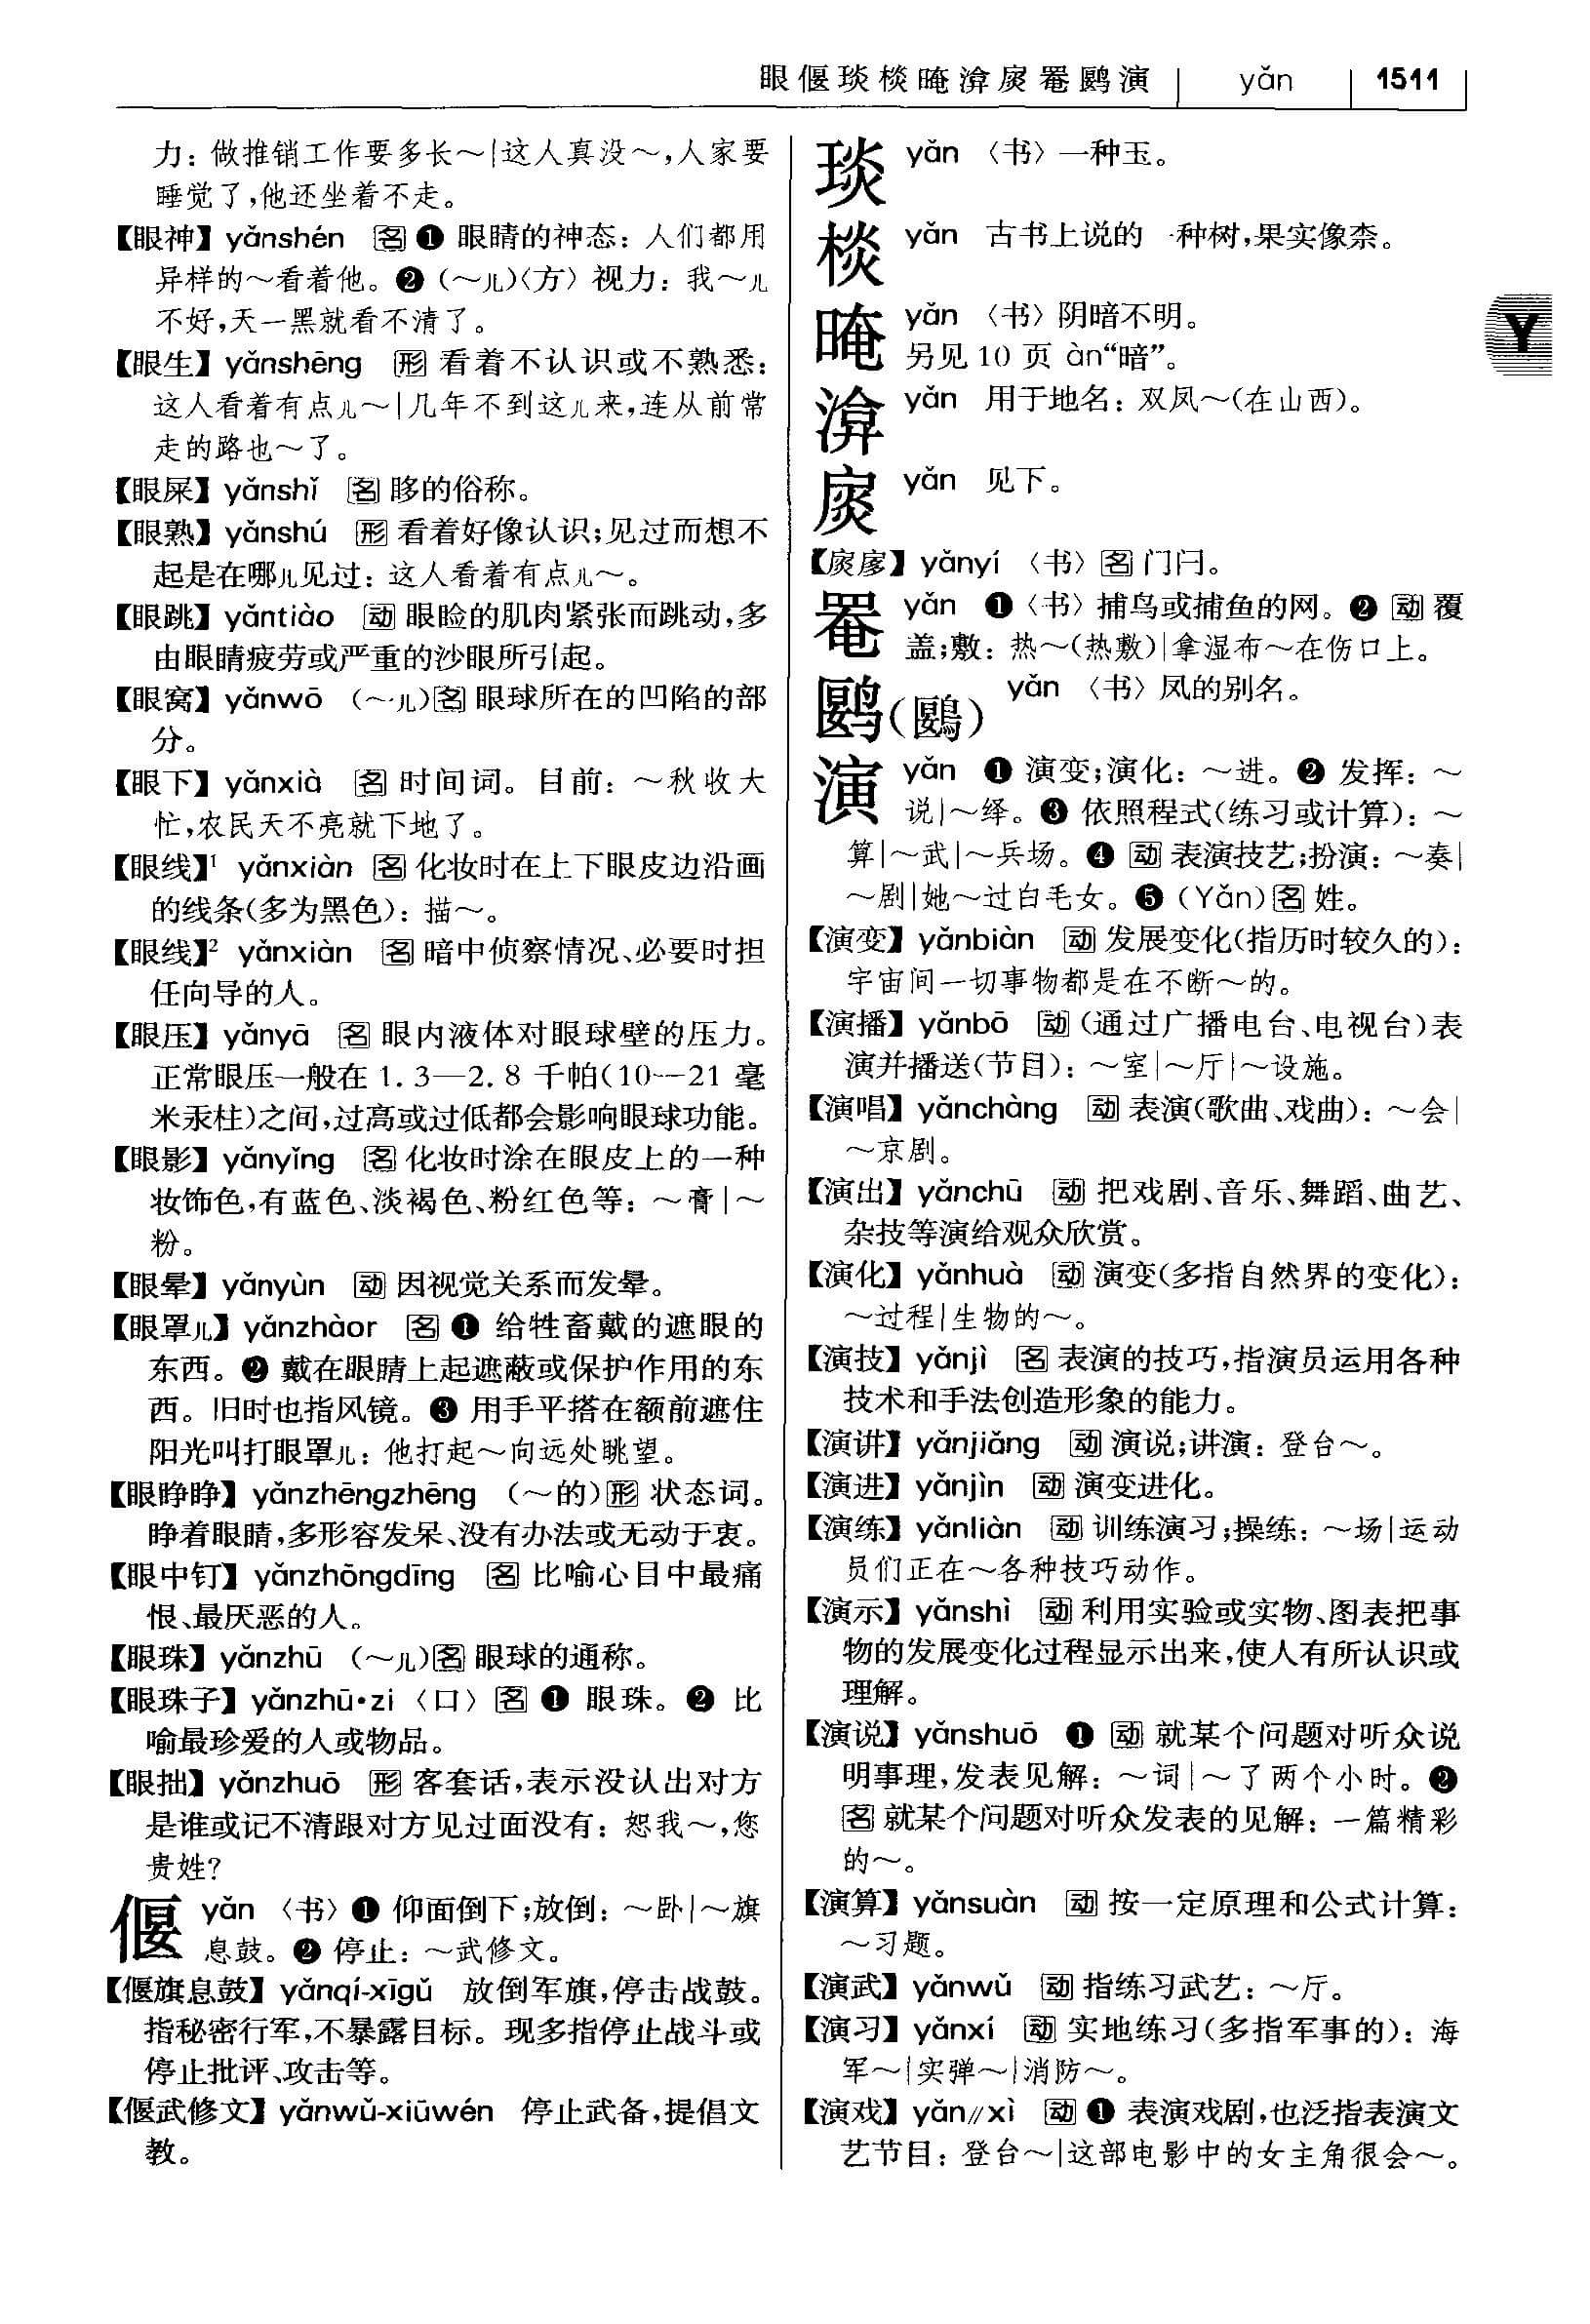 眼偃琰棪晻渰扊罨鶠演 yǎn 1511
力：做推销工作要多长～|这人真没～，人家要
睡觉了，他还坐着不走。
【眼神】yǎnshén 名 ❶ 眼睛的神态：人们都用
异样的～看着他。❷（～儿）〈方〉视力：我～儿
不好，天一黑就看不清了。
【眼生】yǎnshēng 形 看着不认识或不熟悉：
这人看着有点儿～|几年不到这儿来，连从前常
走的路也～了。
【眼屎】yǎnshǐ 名 眵的俗称。
【眼熟】yǎnshú 形 看着好像认识；见过而想不
起是在哪儿见过：这人看着有点儿～。
【眼跳】yǎntiào 动 眼睑的肌肉紧张而跳动，多
由眼睛疲劳或严重的沙眼所引起。
【眼窝】yǎnwō （～儿）名 眼球所在的凹陷的部
分。
【眼下】yǎnxià 名 时间词。目前：～秋收大
忙，农民天不亮就下地了。
【眼线】¹ yǎnxiàn 名 化妆时在上下眼皮边沿画
的线条（多为黑色）：描～。
【眼线】² yǎnxiàn 名 暗中侦察情况、必要时担
任向导的人。
【眼压】yǎnyā 名 眼内液体对眼球壁的压力。
正常眼压一般在 1.3—2.8 千帕（10—21 毫
米汞柱）之间，过高或过低都会影响眼球功能。
【眼影】yǎnyǐng 名 化妆时涂在眼皮上的一种
妆饰色，有蓝色、淡褐色、粉红色等：～膏|～
粉。
【眼晕】yǎnyùn 动 因视觉关系而发晕。
【眼罩儿】yǎnzhàor 名 ❶ 给牲畜戴的遮眼的
东西。❷ 戴在眼睛上起遮蔽或保护作用的东
西。旧时也指风镜。❸ 用手平搭在额前遮住
阳光叫打眼罩儿：他打起～向远处眺望。
【眼睁睁】yǎnzhēngzhēng （～的）形 状态词。
睁着眼睛，多形容发呆、没有办法或无动于衷。
【眼中钉】yǎnzhōngdīng 名 比喻心目中最痛
恨、最厌恶的人。
【眼珠】yǎnzhū （～儿）名 眼球的通称。
【眼珠子】yǎnzhū•zi 〈口〉名 ❶ 眼珠。❷ 比
喻最珍爱的人或物品。
【眼拙】yǎnzhuō 形 客套话，表示没认出对方
是谁或记不清跟对方见过面没有：恕我～，您
贵姓？
偃 yǎn 〈书〉❶ 仰面倒下；放倒：～卧|～旗
息鼓。❷ 停止：～武修文。
【偃旗息鼓】yǎnqí-xīgǔ 放倒军旗，停击战鼓。
指秘密行军，不暴露目标。现多指停止战斗或
停止批评、攻击等。
【偃武修文】yǎnwǔ-xiūwén 停止武备，提倡文
教。
琰 yǎn 〈书〉一种玉。
棪 yǎn 古书上说的一种树，果实像柰。
晻 yǎn 〈书〉阴暗不明。
另见 10 页 àn“暗”。
渰 yǎn 用于地名：双凤～（在山西）。
扊 yǎn 见下。
【扊扅】yǎnyí 〈书〉名 门闩。
罨 yǎn ❶〈书〉捕鸟或捕鱼的网。❷ 动 覆
盖；敷：热～（热敷）|拿湿布～在伤口上。
鶠（鶠） yǎn 〈书〉凤的别名。
演 yǎn ❶ 演变；演化：～进。❷ 发挥：～
说|～绎。❸ 依照程式（练习或计算）：～
算|～武|～兵场。❹ 动 表演技艺；扮演：～奏|
～剧|她～过白毛女。❺（Yǎn）名 姓。
【演变】yǎnbiàn 动 发展变化（指历时较久的）：
宇宙间一切事物都是在不断～的。
【演播】yǎnbō 动（通过广播电台、电视台）表
演并播送（节目）：～室|～厅|～设施。
【演唱】yǎnchàng 动 表演（歌曲、戏曲）：～会|
～京剧。
【演出】yǎnchū 动 把戏剧、音乐、舞蹈、曲艺、
杂技等演给观众欣赏。
【演化】yǎnhuà 动 演变（多指自然界的变化）：
～过程|生物的～。
【演技】yǎnjì 名 表演的技巧，指演员运用各种
技术和手法创造形象的能力。
【演讲】yǎnjiǎng 动 演说；讲演：登台～。
【演进】yǎnjìn 动 演变进化。
【演练】yǎnliàn 动 训练演习；操练：～场|运动
员们正在～各种技巧动作。
【演示】yǎnshì 动 利用实验或实物、图表把事
物的发展变化过程显示出来，使人有所认识或
理解。
【演说】yǎnshuō ❶ 动 就某个问题对听众说
明事理，发表见解：～词|～了两个小时。❷
名 就某个问题对听众发表的见解：一篇精彩
的～。
【演算】yǎnsuàn 动 按一定原理和公式计算：
～习题。
【演武】yǎnwǔ 动 指练习武艺：～厅。
【演习】yǎnxí 动 实地练习（多指军事的）：海
军～|实弹～|消防～。
【演戏】yǎn//xì 动 ❶ 表演戏剧，也泛指表演文
艺节目：登台～|这部电影中的女主角很会～。
Y